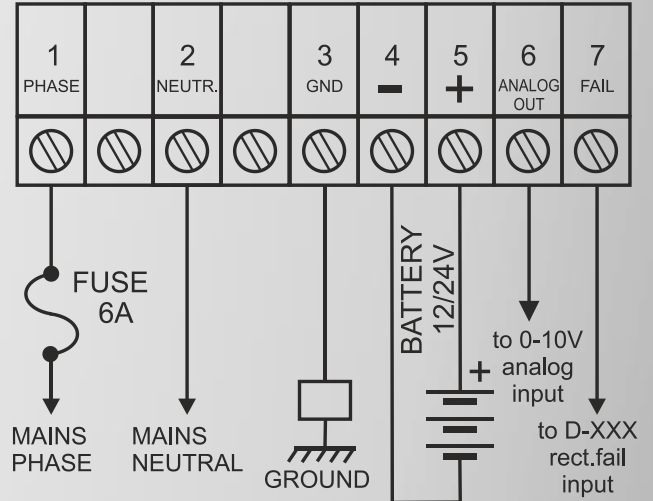 1 2 3 4 5 6 7
PHASE NEUTR. GND − + ANALOG OUT FAIL
FUSE
6A
BATTERY
12/24V
+
to 0-10V
analog
input
MAINS
PHASE
MAINS
NEUTRAL
GROUND
to D-XXX
rect.fail
input